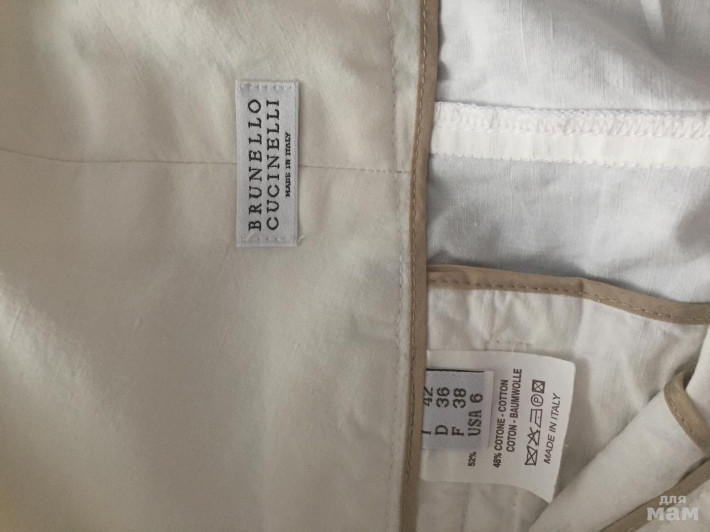 BRUNELLO
CUCINELLI
MADE IN ITALY
I 42
D 36
F 38
USA 6
52%
48% COTONE - COTTON
COTON - BAUMWOLLE
MADE IN ITALY
для
мам